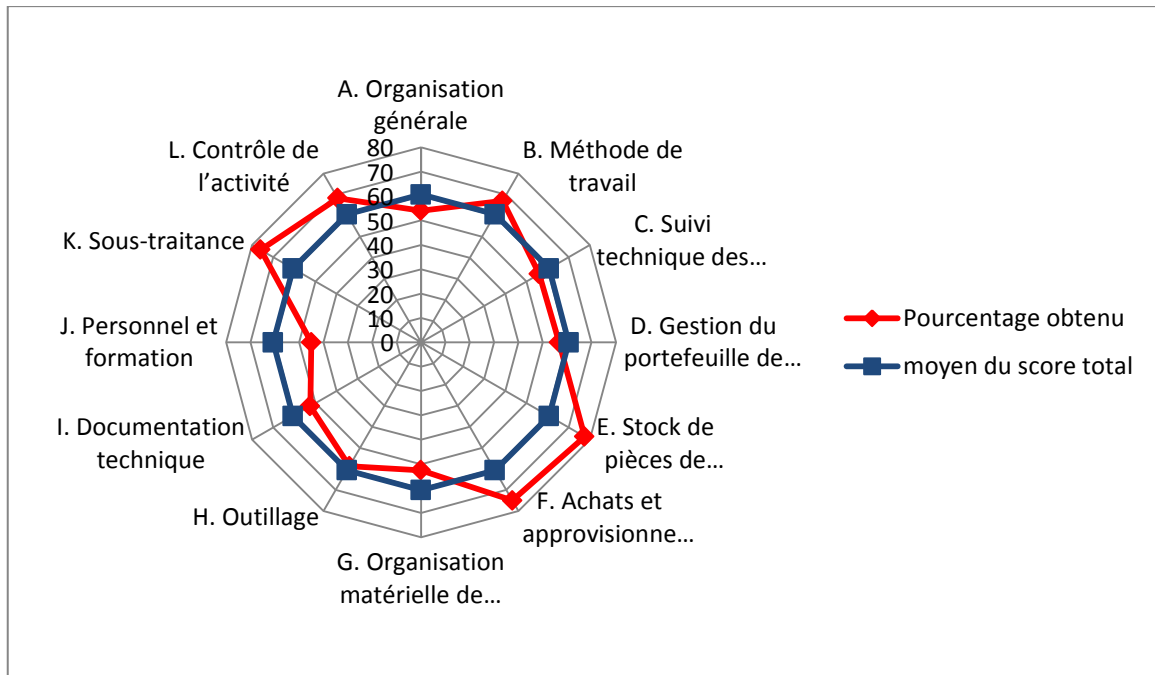 A. Organisation
générale
B. Méthode de
travail
C. Suivi
technique des…
D. Gestion du
portefeuille de…
E. Stock de
pièces de…
F. Achats et
approvisionne…
G. Organisation
matérielle de…
H. Outillage
I. Documentation
technique
J. Personnel et
formation
K. Sous-traitance
L. Contrôle de
l’activité
80
70
60
50
40
30
20
10
0
Pourcentage obtenu
moyen du score total